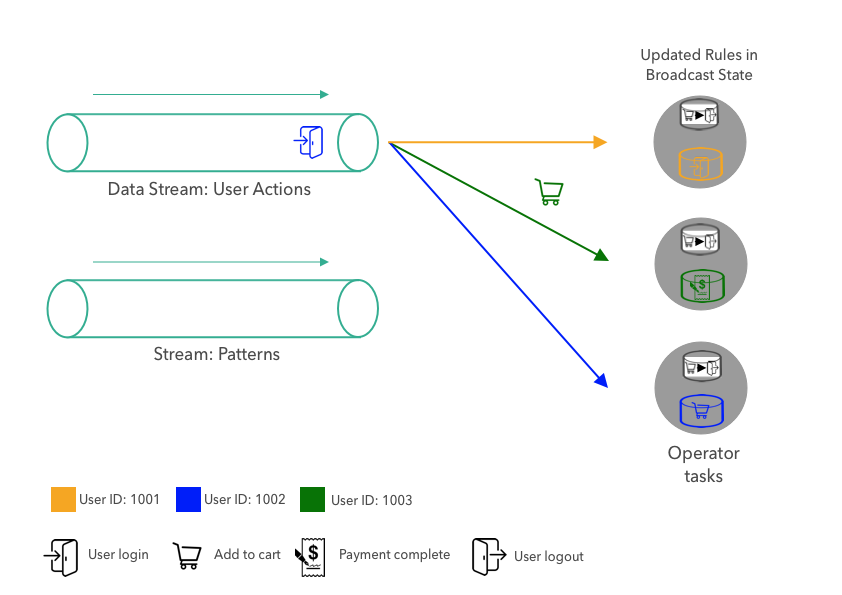 Updated Rules in
Broadcast State
Data Stream: User Actions
Stream: Patterns
Operator
tasks
User ID: 1001
User ID: 1002
User ID: 1003
User login
Add to cart
$
Payment complete
User logout